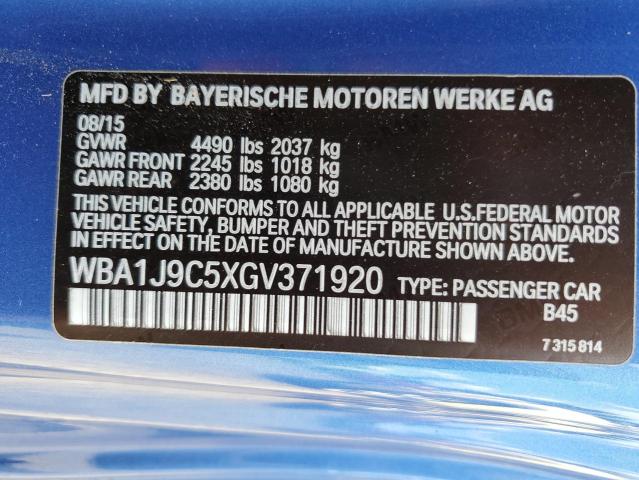 MFD BY BAYERISCHE MOTOREN WERKE AG
08/15
GVWR 4490 lbs 2037 kg
GAWR FRONT 2245 lbs 1018 kg
GAWR REAR 2380 lbs 1080 kg
THIS VEHICLE CONFORMS TO ALL APPLICABLE U.S.FEDERAL MOTOR
VEHICLE SAFETY, BUMPER AND THEFT PREVENTION STANDARDS
IN EFFECT ON THE DATE OF MANUFACTURE SHOWN ABOVE.
WBA1J9C5XGV371920 TYPE: PASSENGER CAR
B45
7 315 814